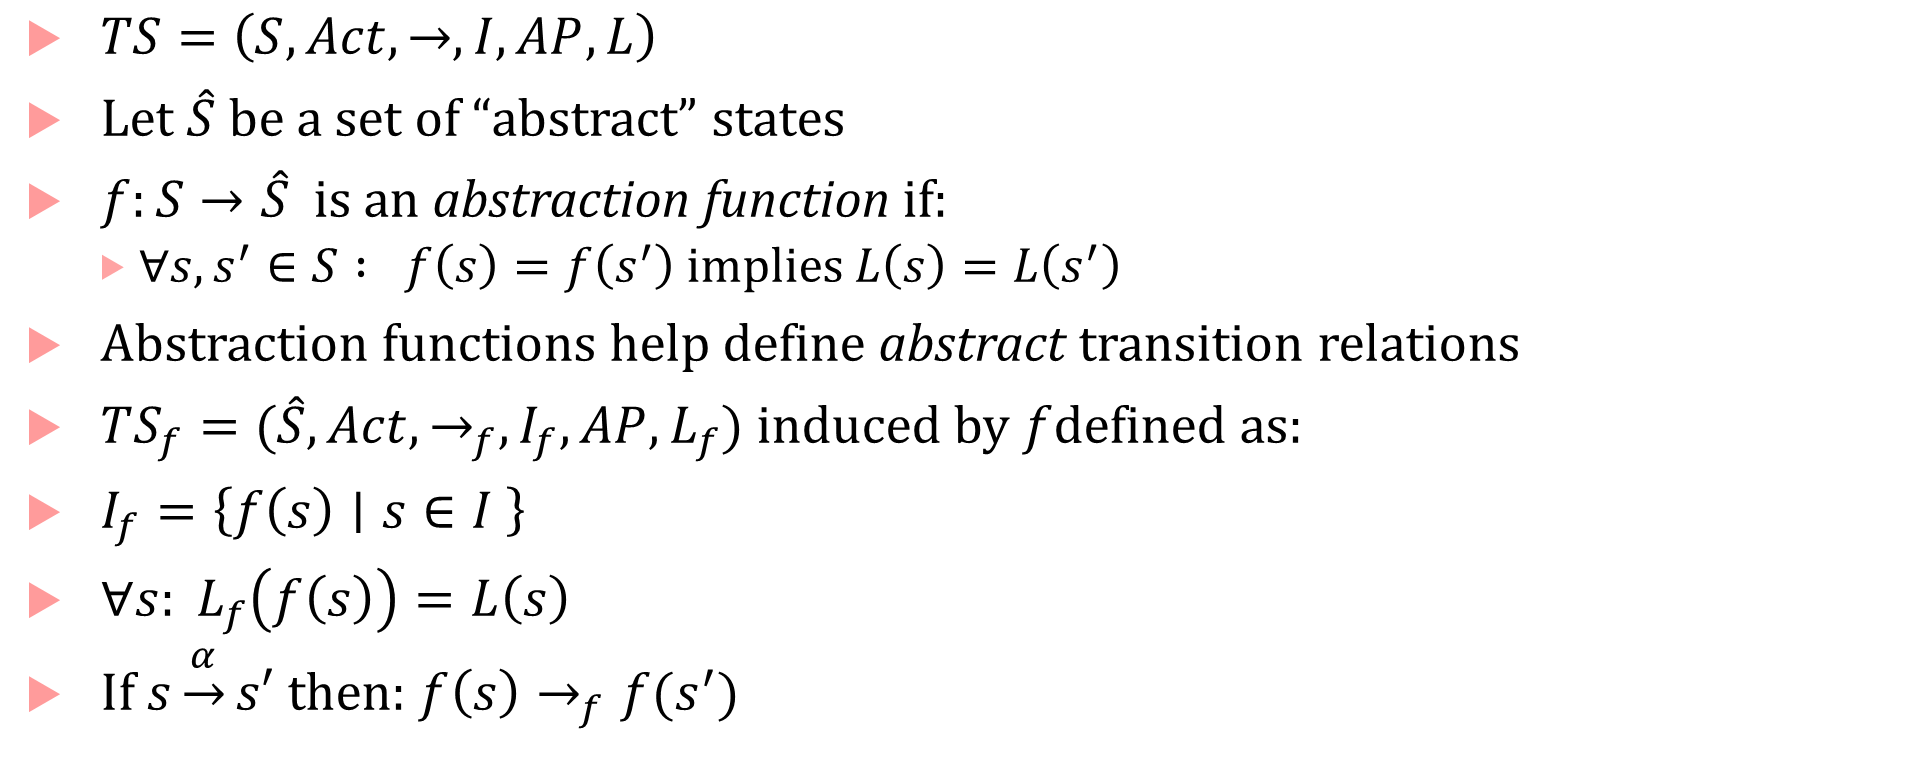 TS = (S, Act, →, I, AP, L)
Let Ŝ be a set of “abstract” states
f: S → Ŝ is an abstraction function if:
∀s, s′ ∈ S : f(s) = f(s′) implies L(s) = L(s′)
Abstraction functions help define abstract transition relations
TS_f = (Ŝ, Act, →_f, I_f, AP, L_f) induced by f defined as:
I_f = {f(s) | s ∈ I }
∀s: L_f(f(s)) = L(s)
If s →^α s′ then: f(s) →_f f(s′)